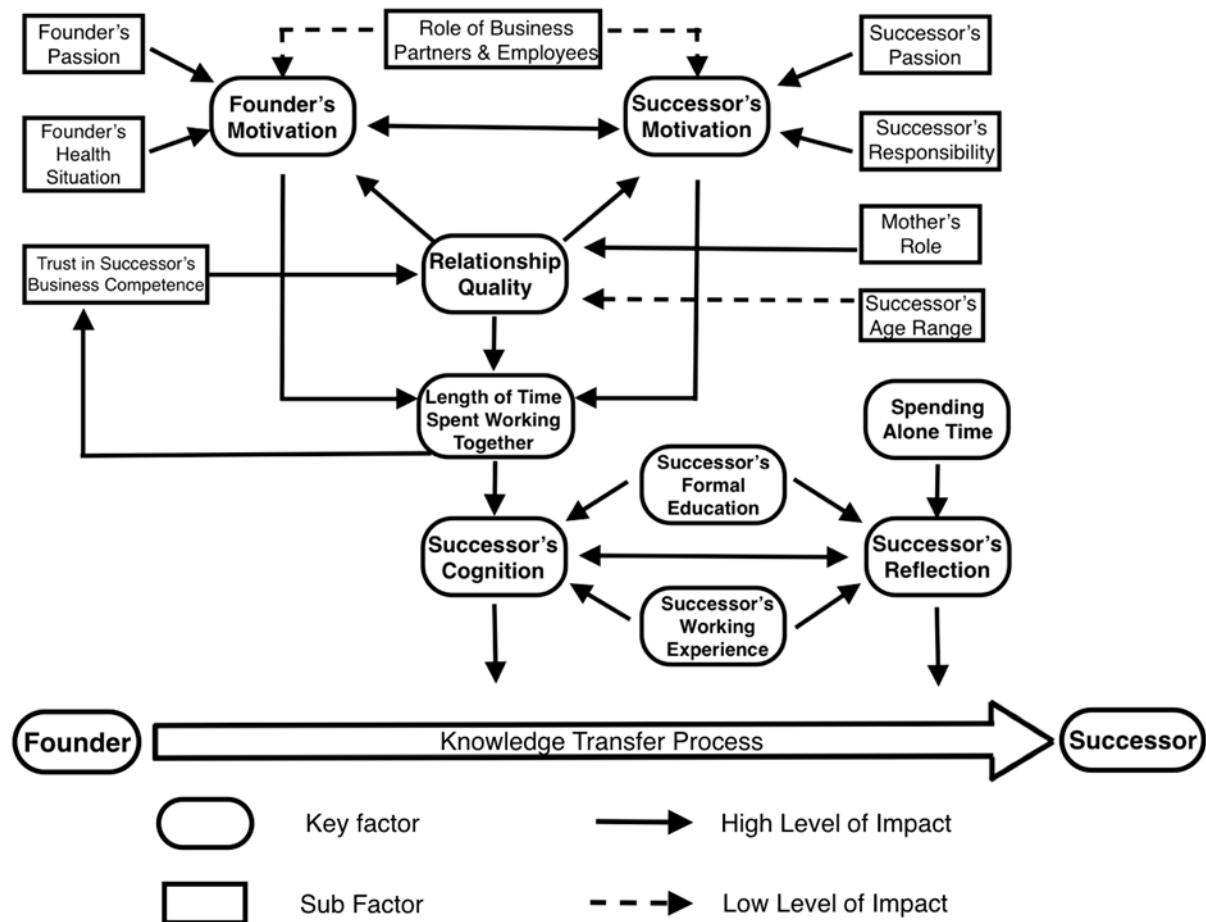 Founder's
Passion
Role of Business
Partners & Employees
Successor's
Passion
Founder's
Motivation
Successor's
Motivation
Founder's
Health
Situation
Successor's
Responsibility
Mother's
Role
Trust in Successor's
Business Competence
Relationship
Quality
Successor's
Age Range
Length of Time
Spent Working
Together
Spending
Alone Time
Successor's
Formal
Education
Successor's
Cognition
Successor's
Reflection
Successor's
Working
Experience
Founder
Knowledge Transfer Process
Successor
Key factor
High Level of Impact
Sub Factor
Low Level of Impact